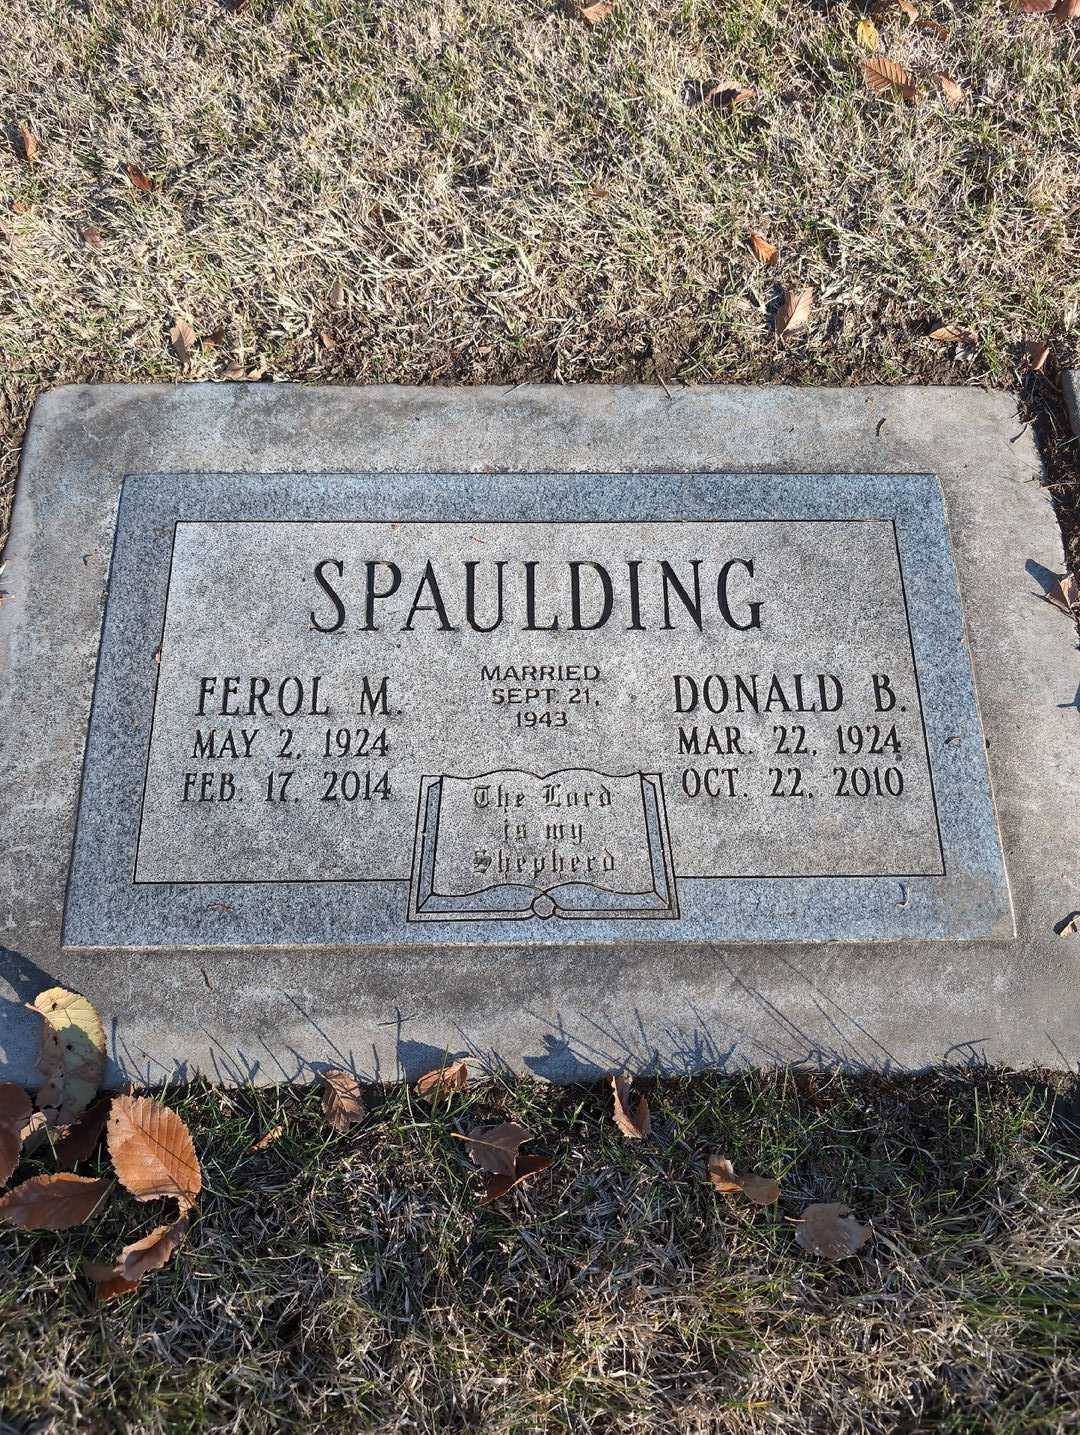 SPAULDING
FEROL M.
MAY 2, 1924
FEB. 17, 2014
MARRIED
SEPT. 21,
1943
DONALD B.
MAR. 22, 1924
OCT. 22, 2010
The Lord
is my
Shepherd